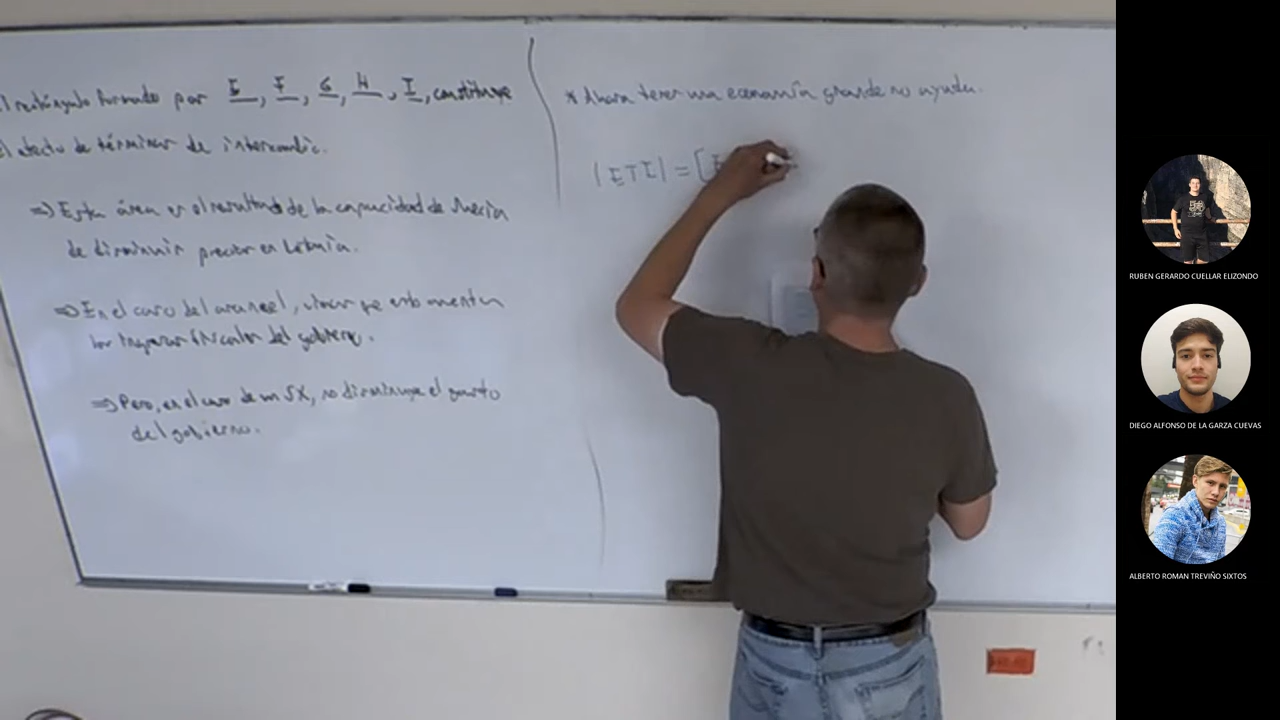 el rectángulo formado por E, F, G, H, I, constituye
el efecto de términos de intercambio.
⇒ Esta área es el resultado de la capacidad de Suecia
de disminuir precios en Letonia.
⇒ En el caso del arancel, vimos que esto aumenta
los ingresos fiscales del gobierno.
⇒ Pero, en el caso de un SX, no disminuye el gasto
del gobierno.
* Ahora tener una economía grande no ayuda.
|ETI| = [
RUBEN GERARDO CUELLAR ELIZONDO
DIEGO ALFONSO DE LA GARZA CUEVAS
ALBERTO ROMAN TREVIÑO SIXTOS